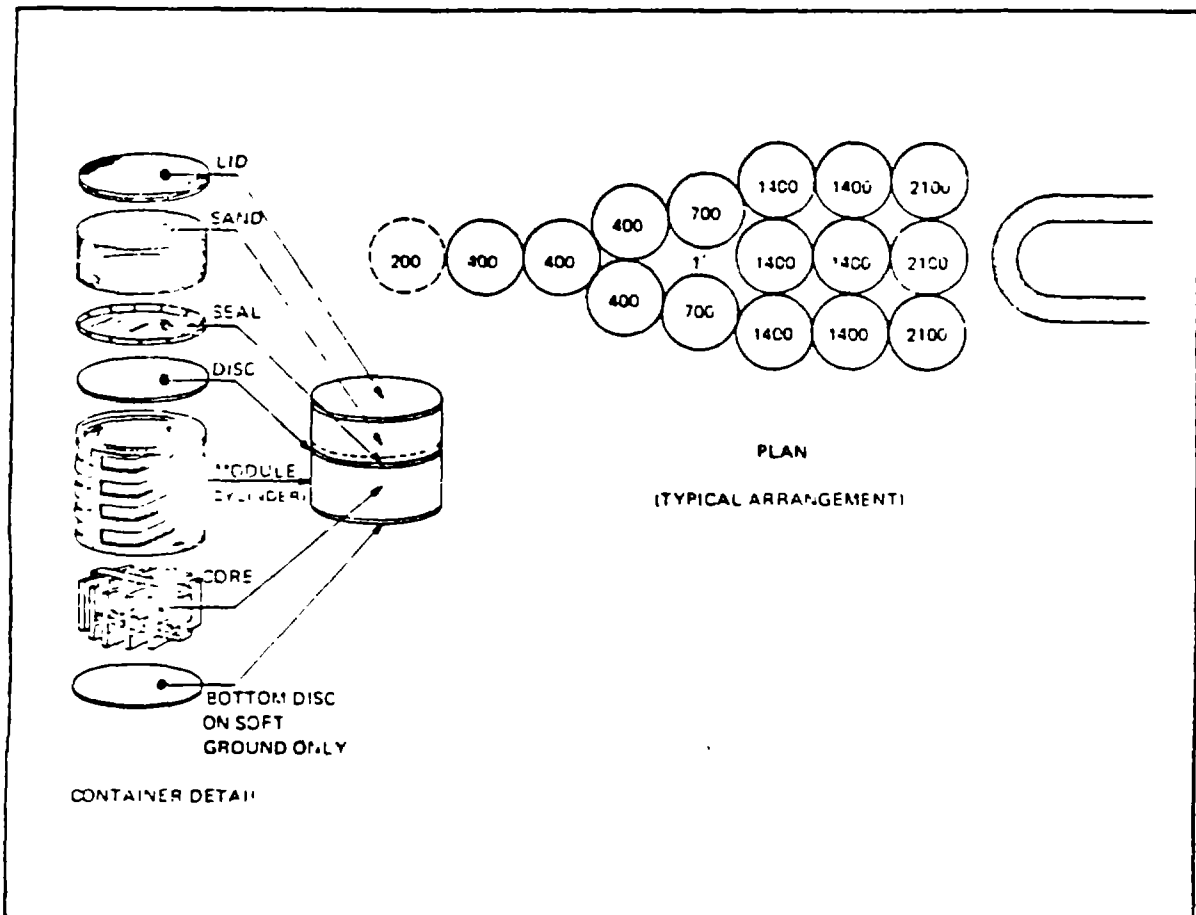 LID
SAND
SEAL
DISC
MODULE
(CYLINDER)
CORE
BOTTOM DISC
ON SOFT
GROUND ONLY
CONTAINER DETAIL
1400 1400 2100
400 700
200 400 400
1400 1400 2100
400 700
1400 1400 2100
PLAN
(TYPICAL ARRANGEMENT)